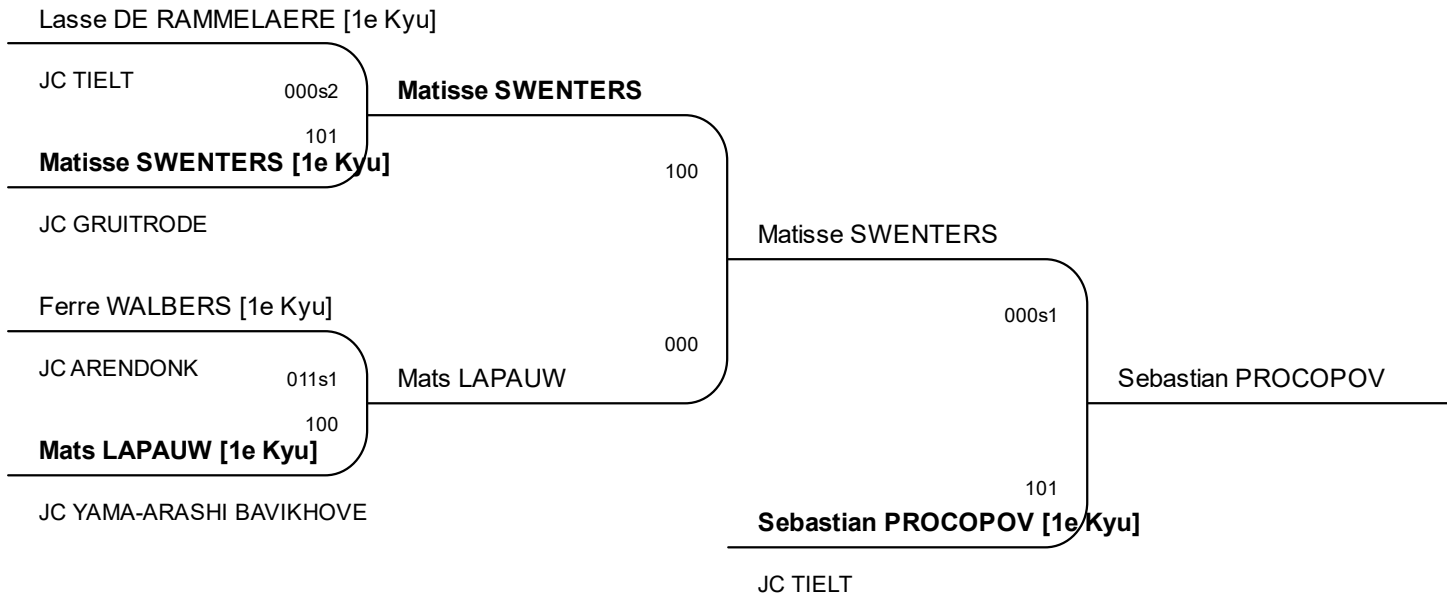 Lasse DE RAMMELAERE [1e Kyu]
JC TIELT
000s2
Matisse SWENTERS
101
Matisse SWENTERS [1e Kyu]
100
JC GRUITRODE
Matisse SWENTERS
Ferre WALBERS [1e Kyu]
000s1
000
JC ARENDONK
011s1
Mats LAPAUW
Sebastian PROCOPOV
100
Mats LAPAUW [1e Kyu]
101
JC YAMA-ARASHI BAVIKHOVE
Sebastian PROCOPOV [1e Kyu]
JC TIELT